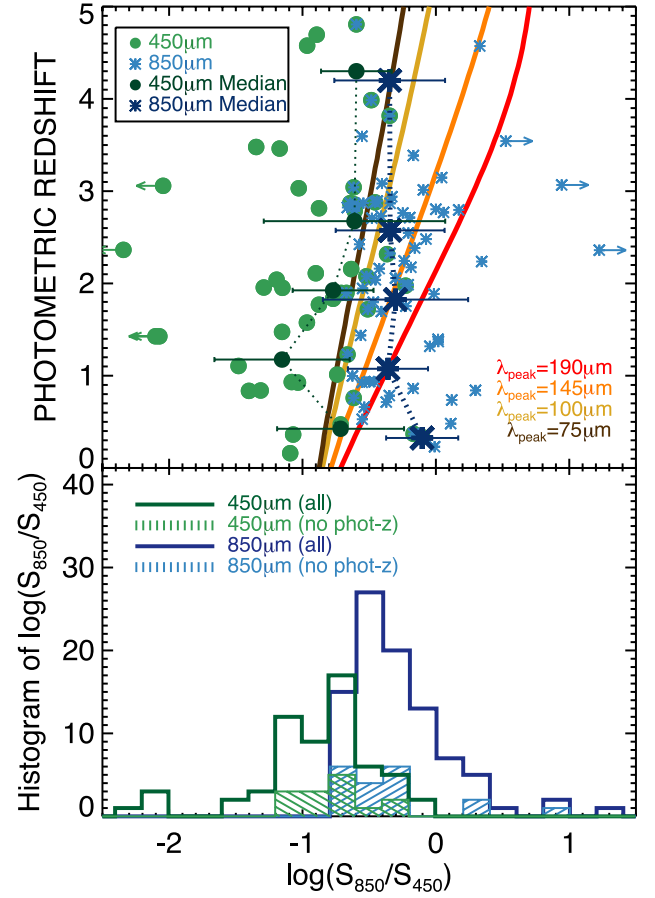 450μm
850μm
450μm Median
850μm Median
PHOTOMETRIC REDSHIFT
5
4
3
2
1
0
λpeak=190μm
λpeak=145μm
λpeak=100μm
λpeak=75μm
450μm (all)
450μm (no phot-z)
850μm (all)
850μm (no phot-z)
Histogram of log(S850/S450)
40
30
20
10
0
-2 -1 0 1
log(S850/S450)